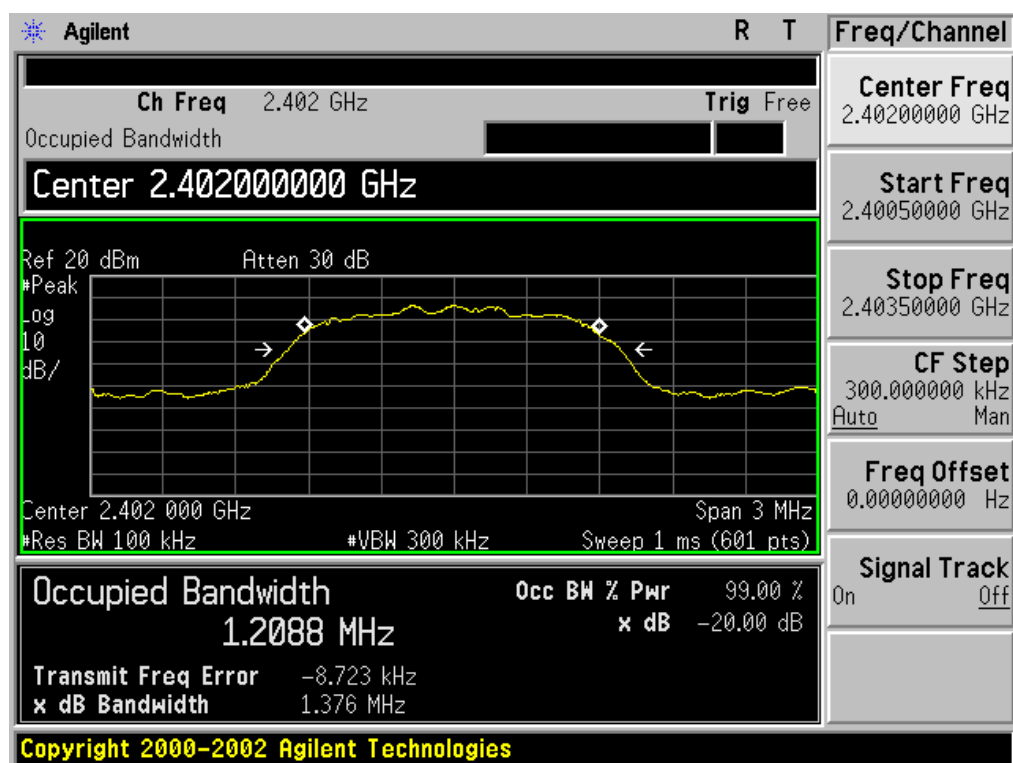 Agilent R T
Ch Freq 2.402 GHz Trig Free
Occupied Bandwidth
Center 2.402000000 GHz
Ref 20 dBm Atten 30 dB
#Peak
Log
10
dB/
Center 2.402 000 GHz Span 3 MHz
#Res BW 100 kHz #VBW 300 kHz Sweep 1 ms (601 pts)
Occupied Bandwidth Occ BW % Pwr 99.00 %
1.2088 MHz x dB -20.00 dB
Transmit Freq Error -8.723 kHz
x dB Bandwidth 1.376 MHz
Copyright 2000-2002 Agilent Technologies
Freq/Channel
Center Freq
2.40200000 GHz
Start Freq
2.40050000 GHz
Stop Freq
2.40350000 GHz
CF Step
300.000000 kHz
Auto Man
Freq Offset
0.00000000 Hz
Signal Track
On Off